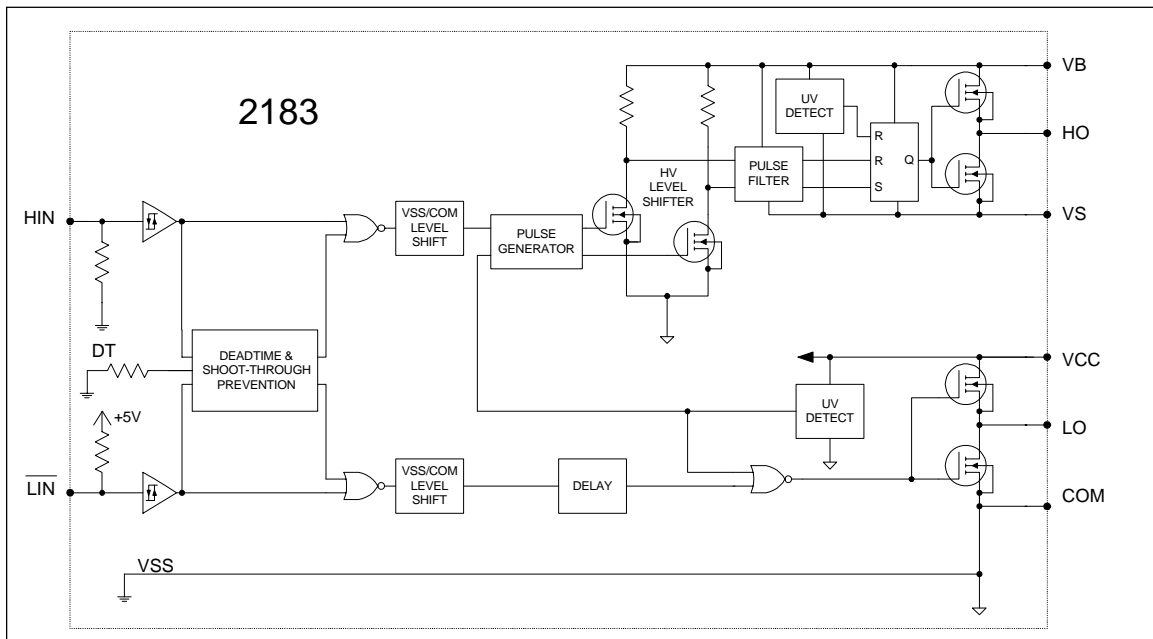 2183
VB
UV
DETECT
HO
R
R
Q
S
PULSE
FILTER
HV
LEVEL
SHIFTER
VS
HIN
VSS/COM
LEVEL
SHIFT
PULSE
GENERATOR
DT
DEADTIME &
SHOOT-THROUGH
PREVENTION
+5V
VCC
UV
DETECT
LO
LIN
VSS/COM
LEVEL
SHIFT
DELAY
COM
VSS